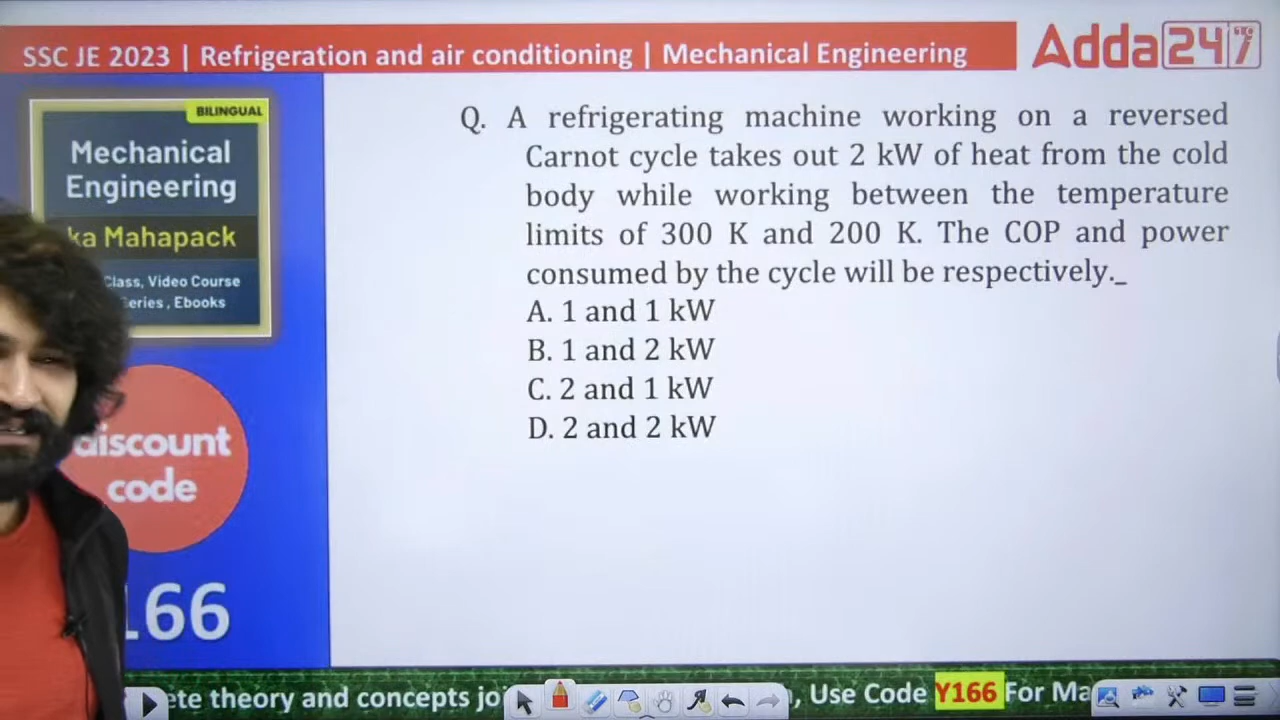 SSC JE 2023 | Refrigeration and air conditioning | Mechanical Engineering
Adda 247
BILINGUAL
Mechanical
Engineering
ka Mahapack
Class, Video Course
eries , Ebooks
discount
code
166
Q. A refrigerating machine working on a reversed
Carnot cycle takes out 2 kW of heat from the cold
body while working between the temperature
limits of 300 K and 200 K. The COP and power
consumed by the cycle will be respectively._
A. 1 and 1 kW
B. 1 and 2 kW
C. 2 and 1 kW
D. 2 and 2 kW
ete theory and concepts joi
, Use Code Y166 For Ma